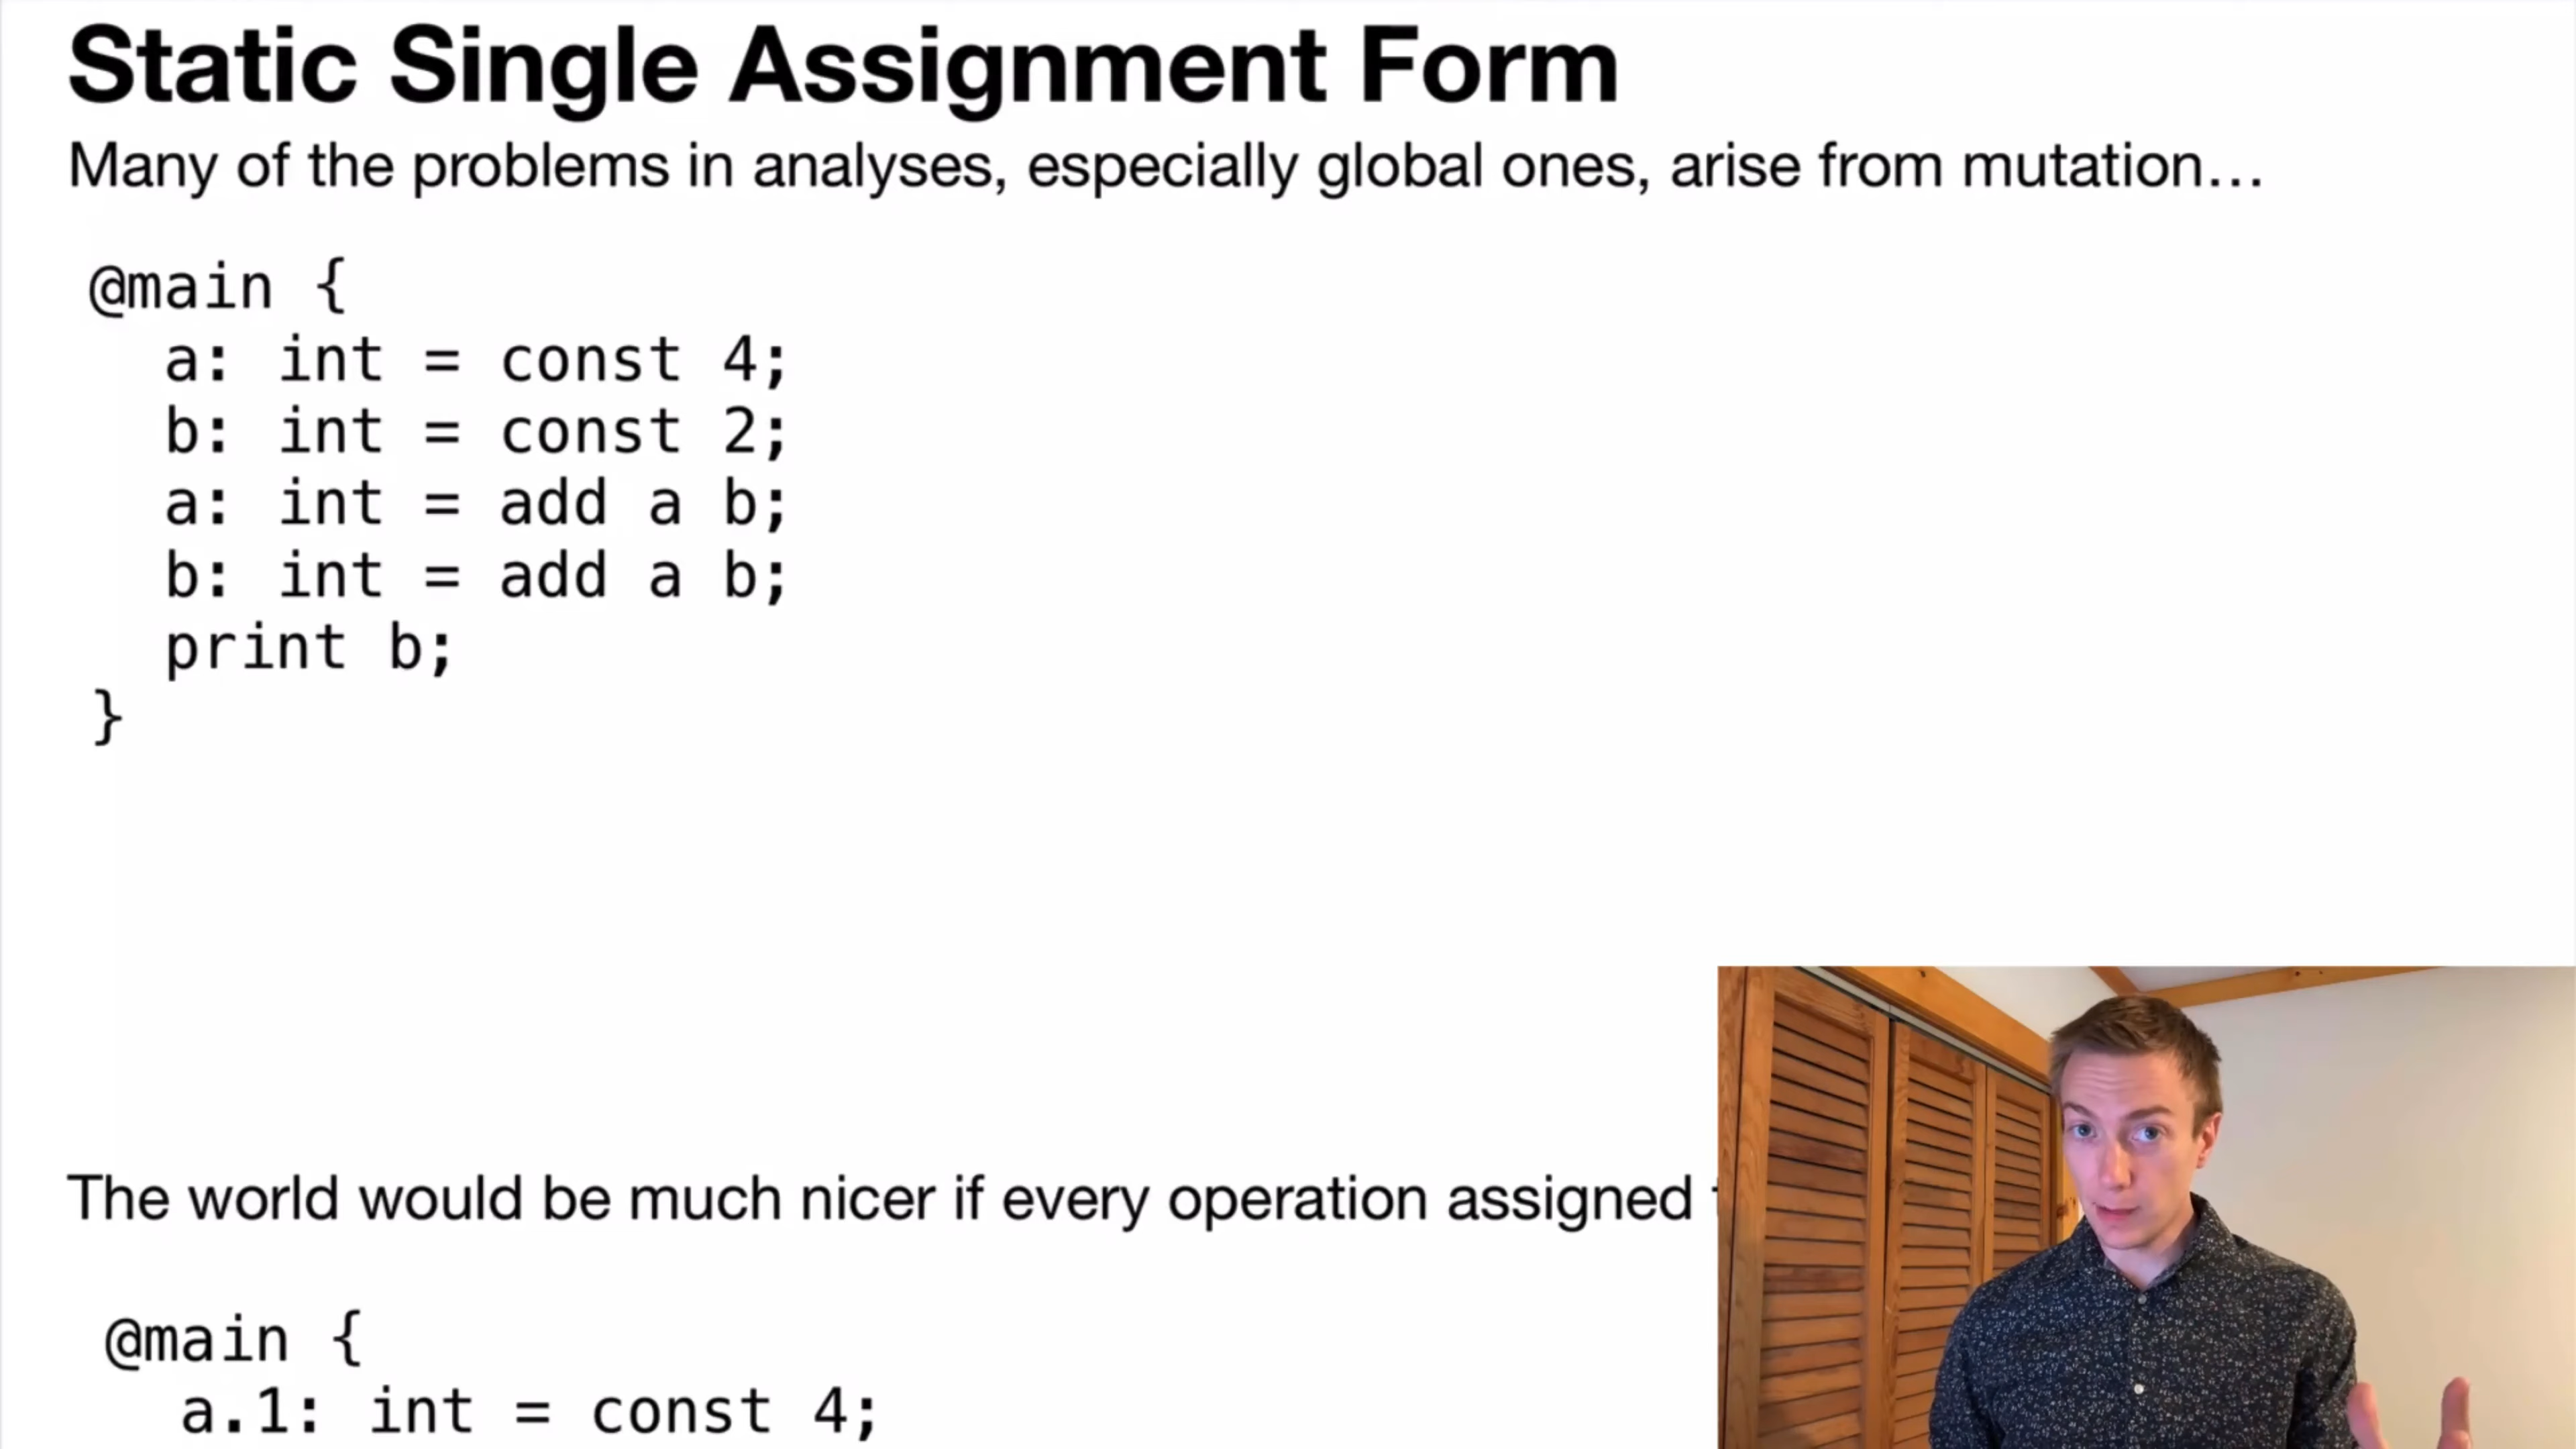 Static Single Assignment Form
Many of the problems in analyses, especially global ones, arise from mutation…
@main {
a: int = const 4;
b: int = const 2;
a: int = add a b;
b: int = add a b;
print b;
}
The world would be much nicer if every operation assigned
@main {
a.1: int = const 4;